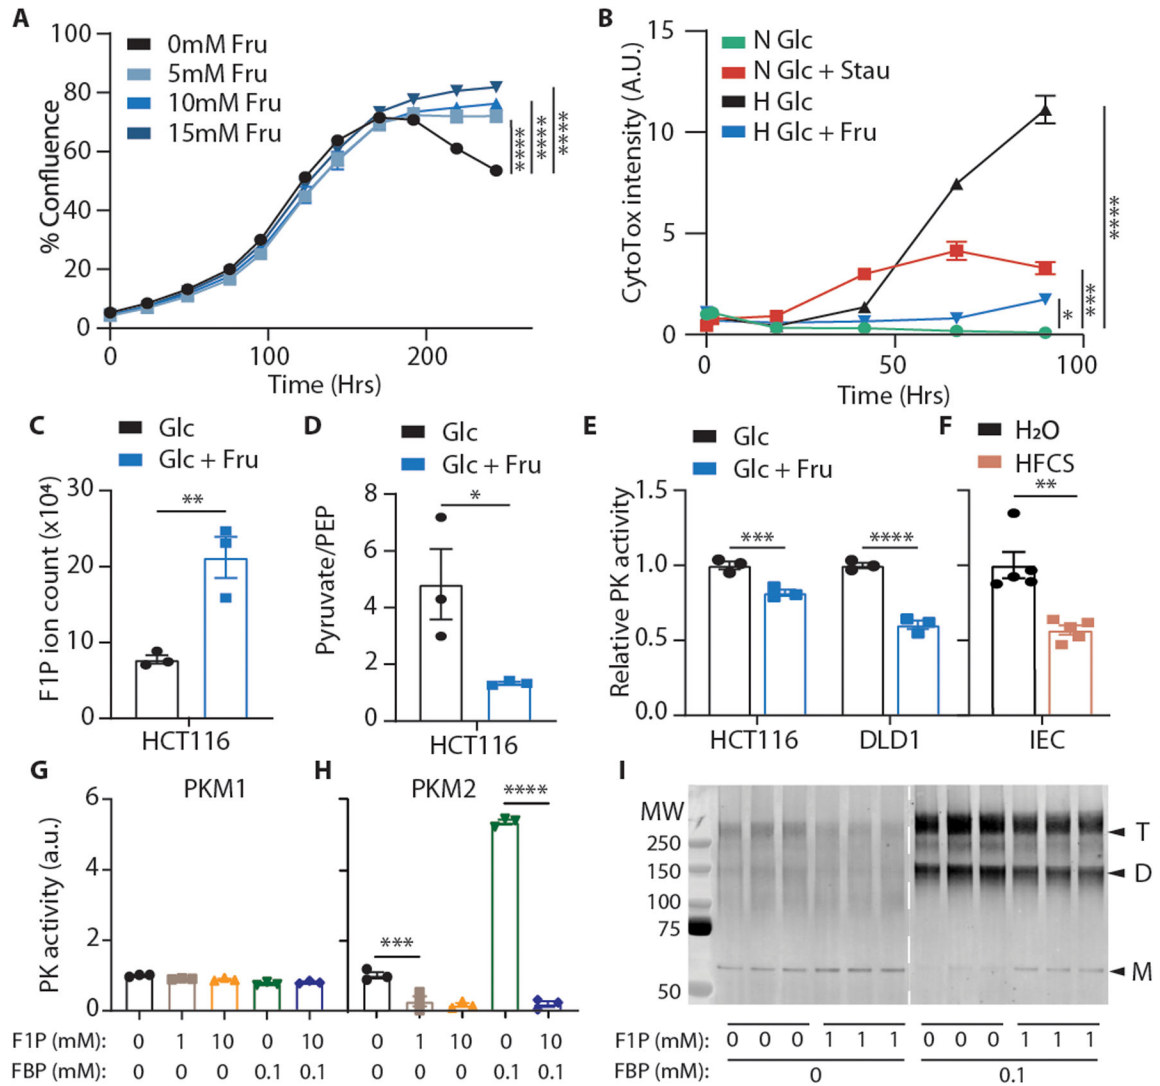 A
100
80
60
40
20
0
% Confluence
0mM Fru
5mM Fru
10mM Fru
15mM Fru
****
****
****
0
100
200
Time (Hrs)
B
15
10
5
0
CytoTox intensity (A.U.)
N Glc
N Glc + Stau
H Glc
H Glc + Fru
*
***
****
0
50
100
Time (Hrs)
C
Glc
Glc + Fru
30
20
10
0
F1P ion count (x10⁴)
**
HCT116
D
Glc
Glc + Fru
8
6
4
2
0
Pyruvate/PEP
*
HCT116
E
Glc
Glc + Fru
1.5
1.0
0.5
0.0
Relative PK activity
***
****
HCT116
DLD1
F
H₂O
HFCS
**
IEC
G
PKM1
6
4
2
0
PK activity (a.u.)
H
PKM2
***
****
F1P (mM): 0 1 10 0 10 0 1 10 0 10
FBP (mM): 0 0 0 0.1 0.1 0 0 0 0.1 0.1
I
MW
250
150
100
75
50
T
D
M
F1P (mM): 0 0 0 1 1 1 0 0 0 1 1 1
FBP (mM): 0 0.1